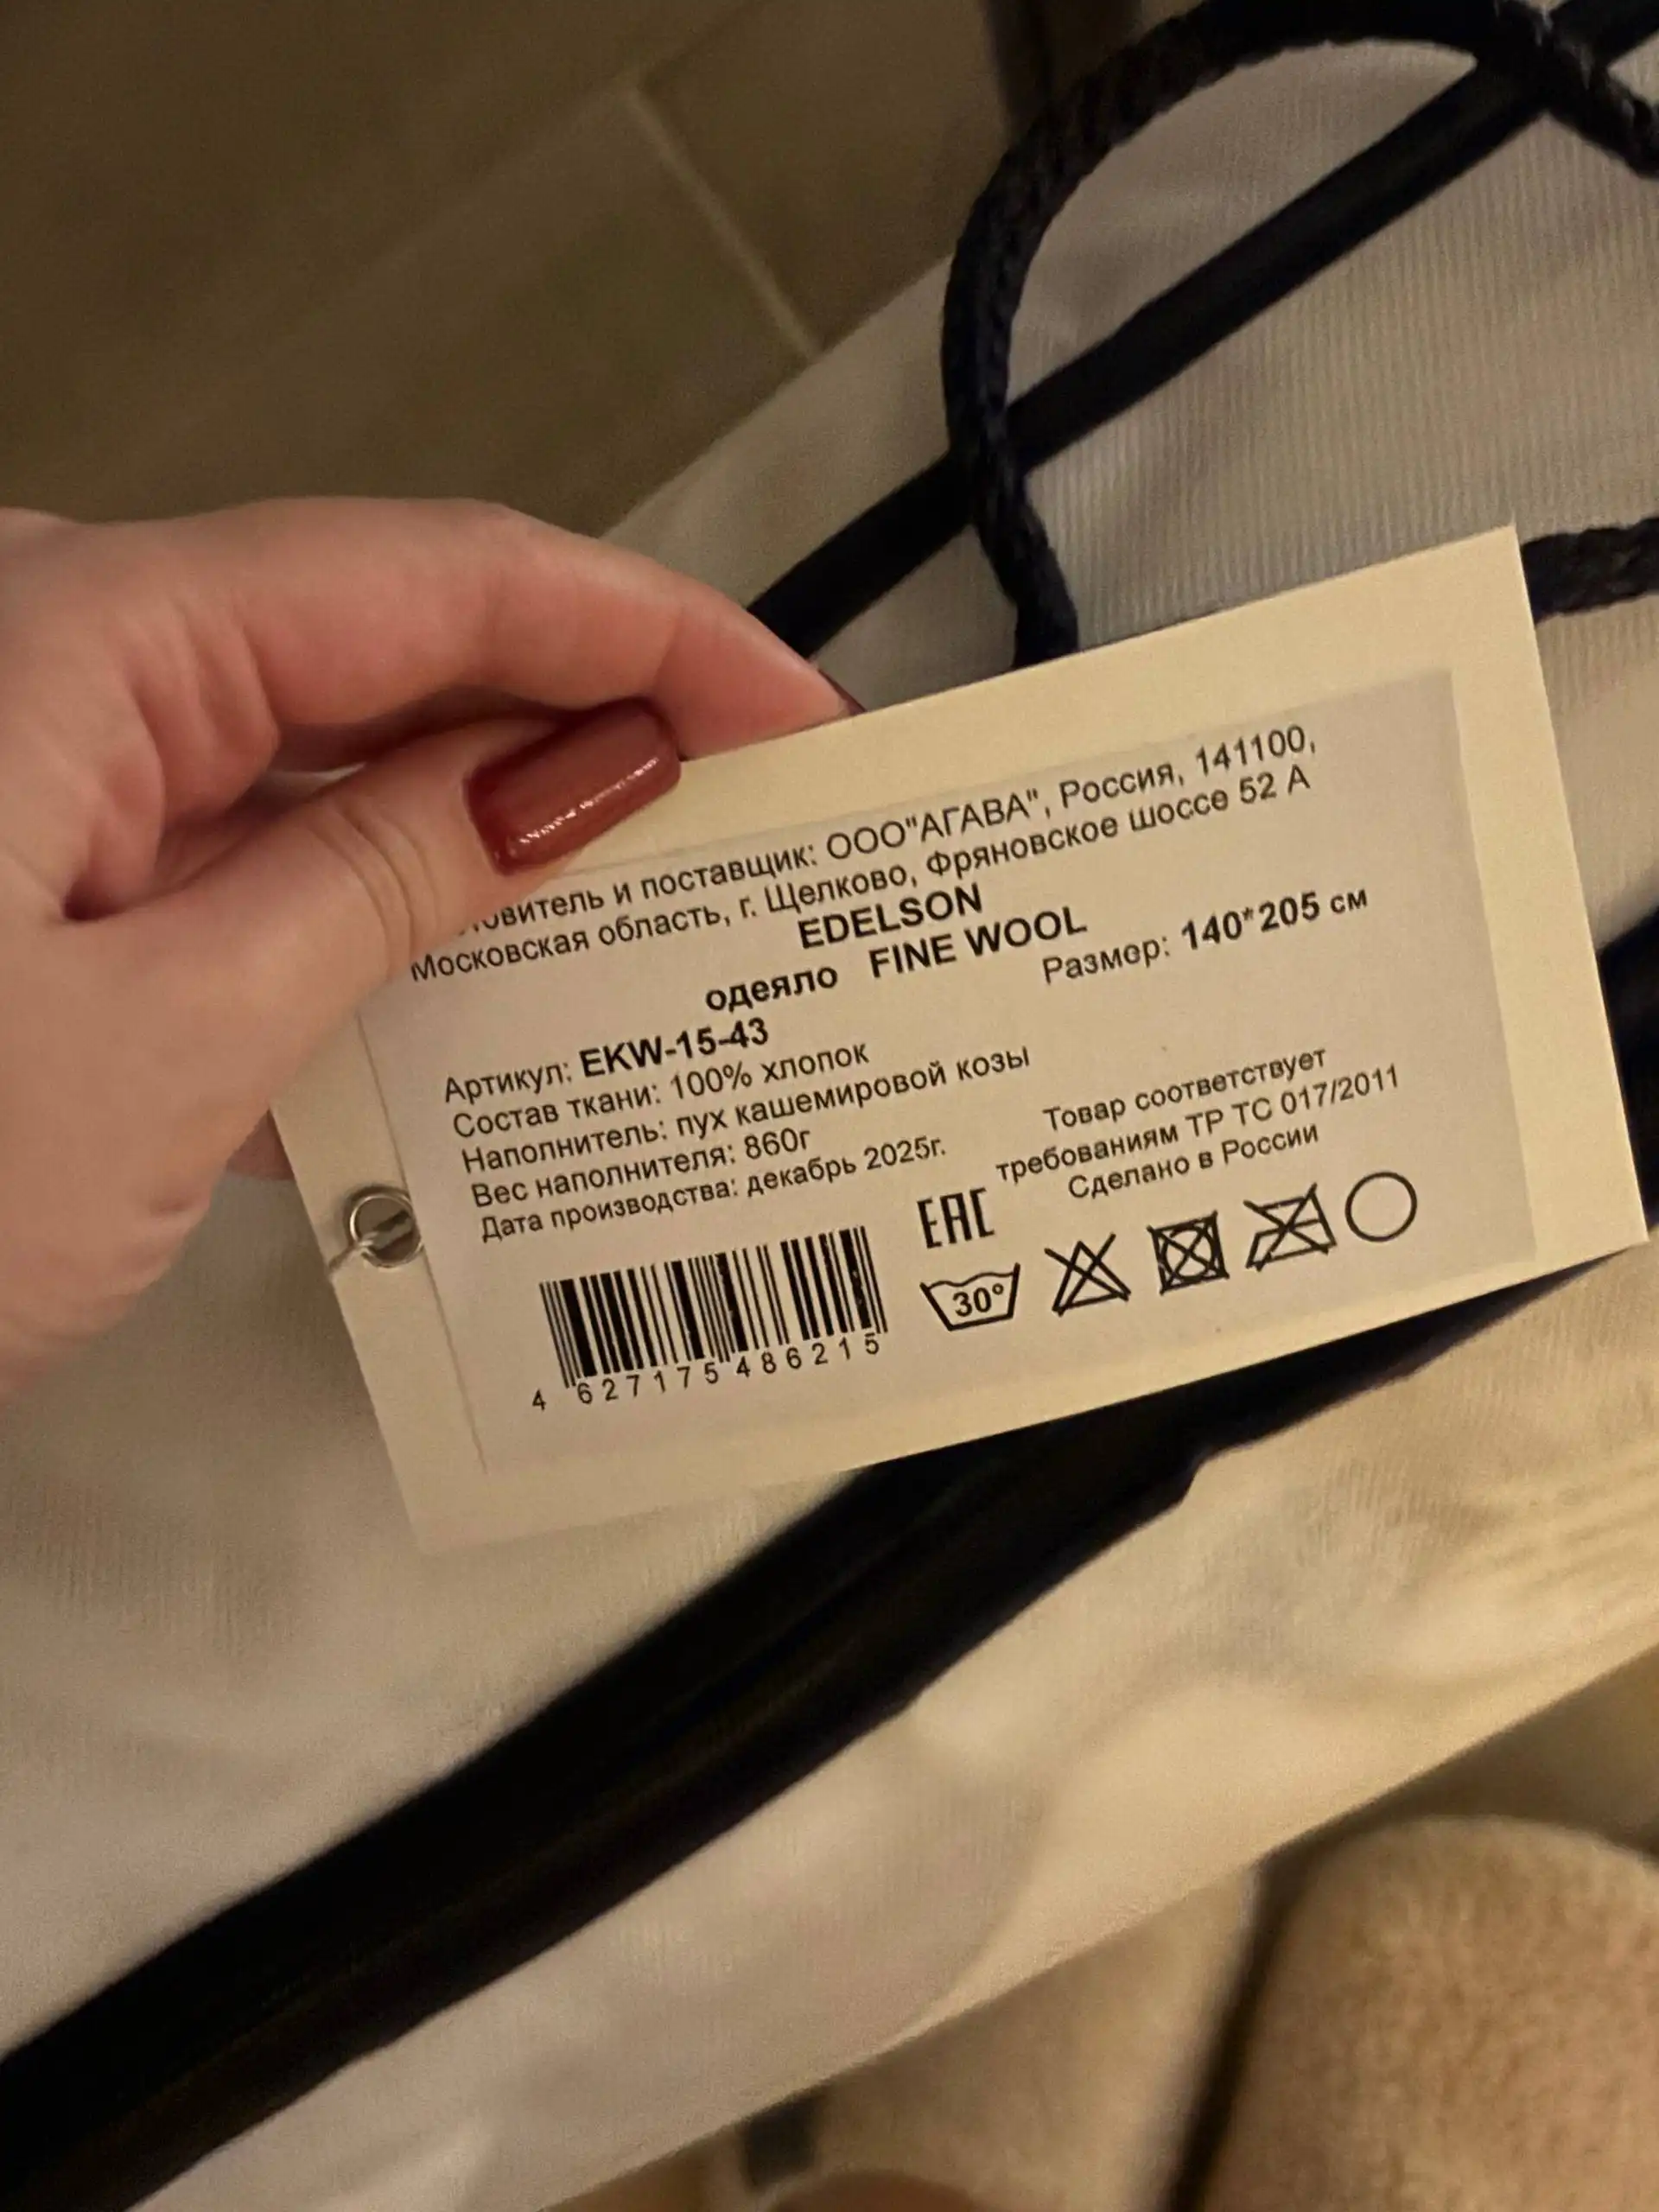 и поставщик: ООО"АГАВА", Россия, 141100,
Московская область, г. Щелково, Фряновское шоссе 52 А
EDELSON
одеяло FINE WOOL
Размер: 140*205 см
Артикул: EKW-15-43
Состав ткани: 100% хлопок
Наполнитель: пух кашемировой козы
Вес наполнителя: 860г
Дата производства: декабрь 2025г.
Товар соответствует
требованиям ТР ТС 017/2011
Сделано в России
EAC
30°
4 627175 486215